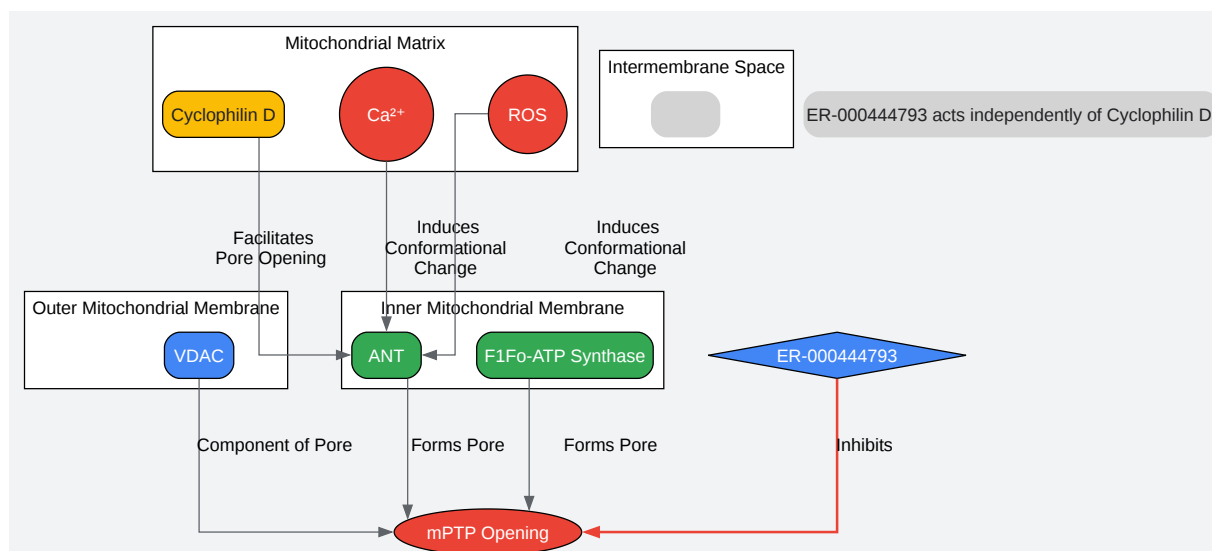 Mitochondrial Matrix
Intermembrane Space
Cyclophilin D
Ca²⁺
ROS
ER-000444793 acts independently of Cyclophilin D
Facilitates
Pore Opening
Induces
Conformational
Change
Induces
Conformational
Change
Outer Mitochondrial Membrane
Inner Mitochondrial Membrane
VDAC
ANT
F1Fo-ATP Synthase
ER-000444793
Component of Pore
Forms Pore
Forms Pore
Inhibits
mPTP Opening